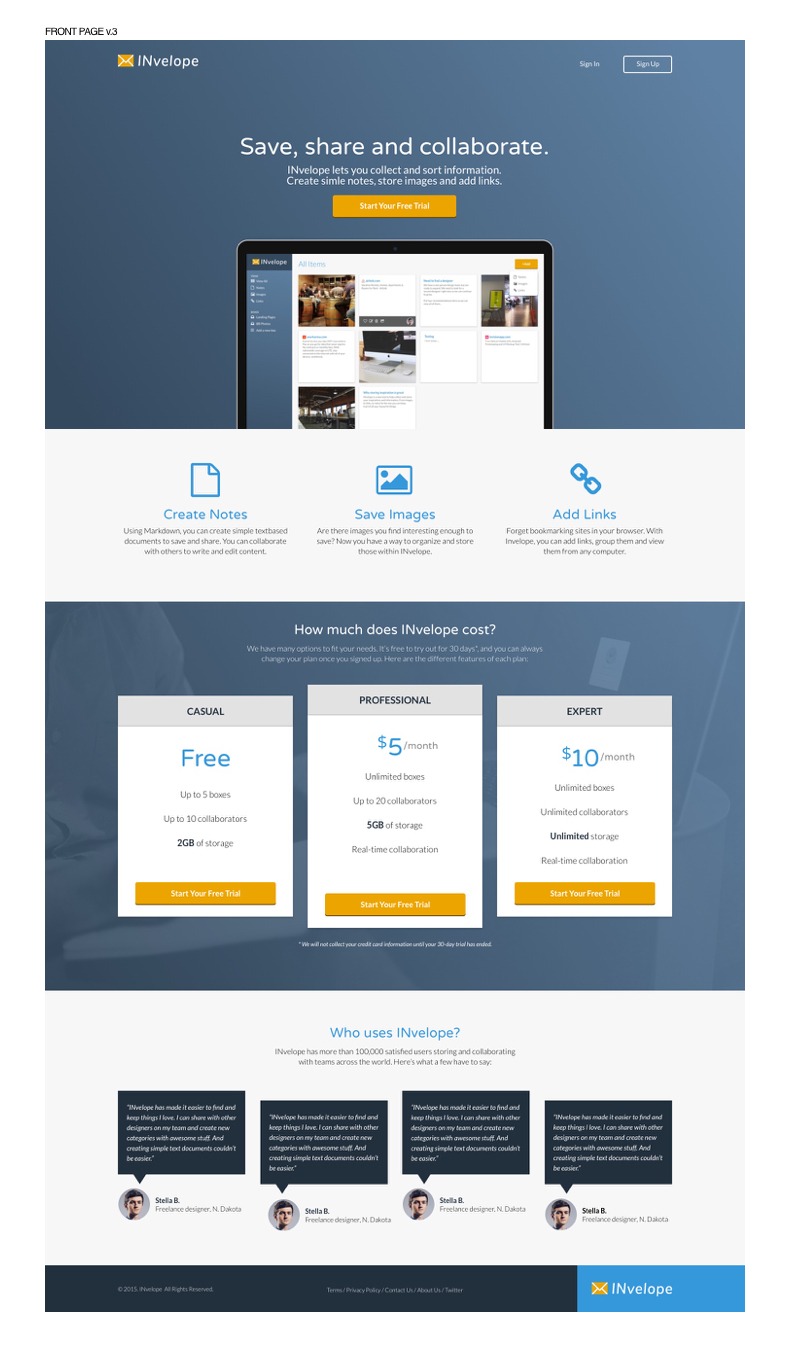 FRONT PAGE v.3
INvelope
Sign In
Sign Up
Save, share and collaborate.
INvelope lets you collect and sort information.
Create simle notes, store images and add links.
Start Your Free Trial
INvelope
All Items
Create Notes
Using Markdown, you can create simple textbased
documents to save and share. You can collaborate
with others to write and edit content.
Save Images
Are there images you find interesting enough to
save? Now you have a way to organize and store
those within INvelope.
Add Links
Forget bookmarking sites in your browser. With
Invelope, you can add links, group them and view
them from any computer.
How much does INvelope cost?
We have many options to fit your needs. It's free to try out for 30 days*, and you can always
change your plan once you signed up. Here are the different features of each plan:
CASUAL
Free
Up to 5 boxes
Up to 10 collaborators
2GB of storage
Start Your Free Trial
PROFESSIONAL
$5/month
Unlimited boxes
Up to 20 collaborators
5GB of storage
Real-time collaboration
Start Your Free Trial
EXPERT
$10/month
Unlimited boxes
Unlimited collaborators
Unlimited storage
Real-time collaboration
Start Your Free Trial
* We will not collect your credit card information until your 30-day trial has ended.
Who uses INvelope?
INvelope has more than 100,000 satisfied users storing and collaborating
with teams across the world. Here's what a few have to say:
"INvelope has made it easier to find and
keep things I love. I can share with other
designers on my team and create new
categories with awesome stuff. And
creating simple text documents couldn't
be easier."
Stella B.
Freelance designer, N. Dakota
"INvelope has made it easier to find and
keep things I love. I can share with other
designers on my team and create new
categories with awesome stuff. And
creating simple text documents couldn't
be easier."
Stella B.
Freelance designer, N. Dakota
"INvelope has made it easier to find and
keep things I love. I can share with other
designers on my team and create new
categories with awesome stuff. And
creating simple text documents couldn't
be easier."
Stella B.
Freelance designer, N. Dakota
"INvelope has made it easier to find and
keep things I love. I can share with other
designers on my team and create new
categories with awesome stuff. And
creating simple text documents couldn't
be easier."
Stella B.
Freelance designer, N. Dakota
© 2015. INvelope All Rights Reserved.
Terms / Privacy Policy / Contact Us / About Us / Twitter
INvelope